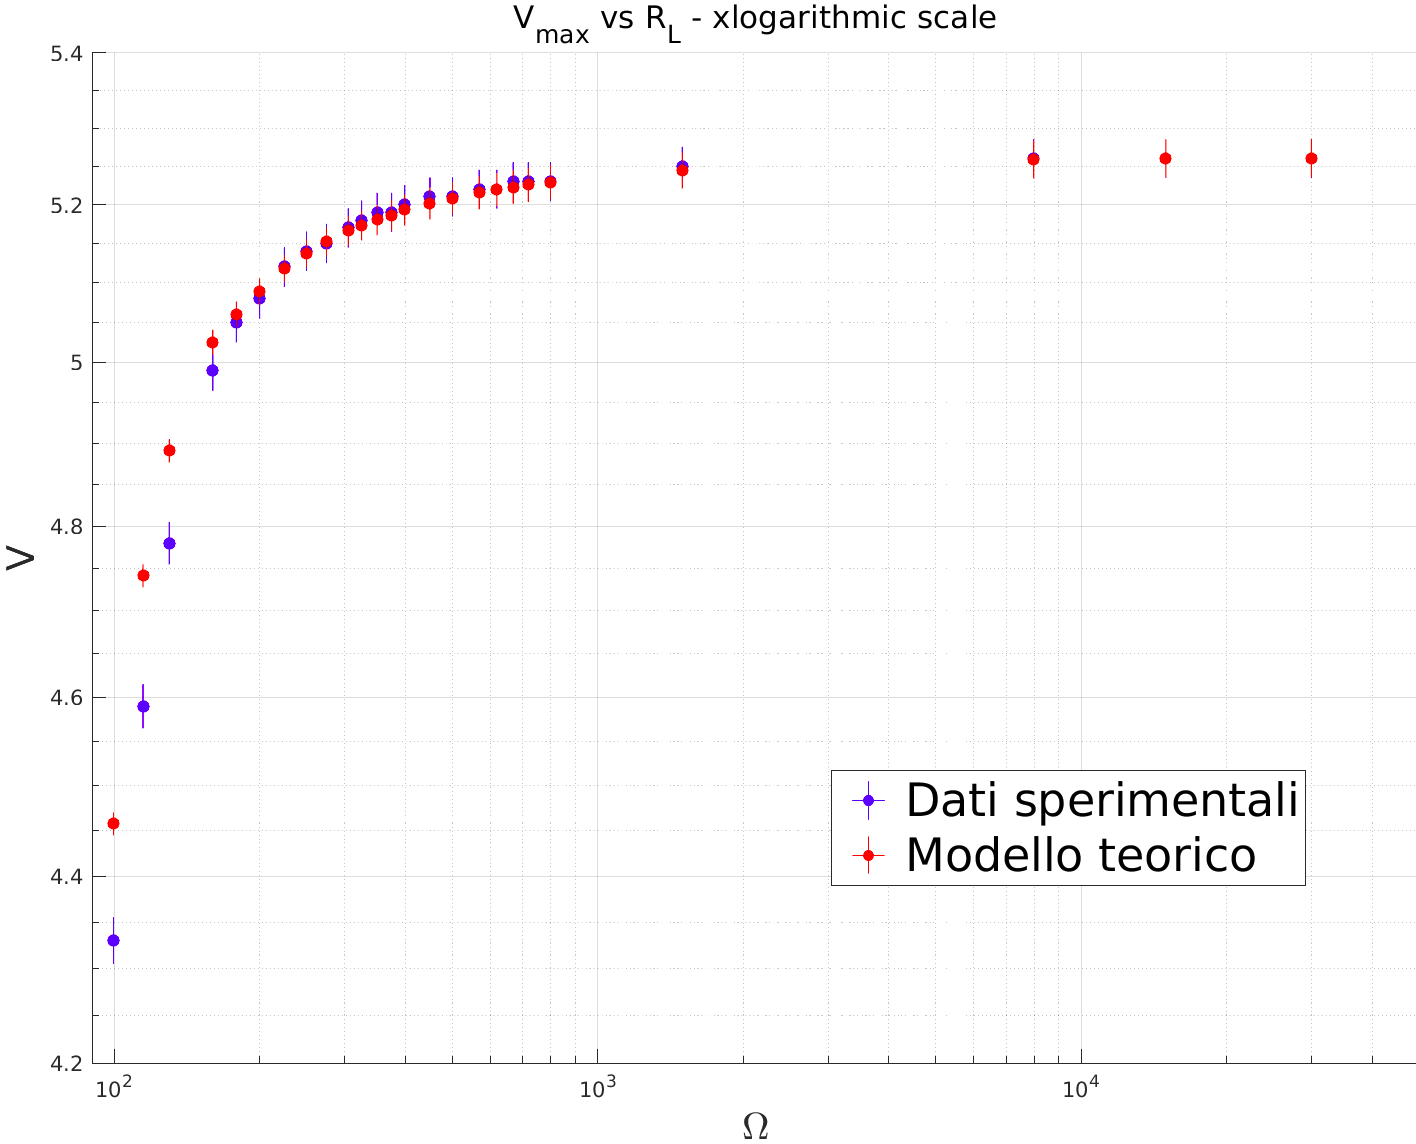 V_max vs R_L - xlogarithmic scale
5.4
5.2
5
4.8
4.6
4.4
4.2
V
Dati sperimentali
Modello teorico
10^2
10^3
10^4
Ω